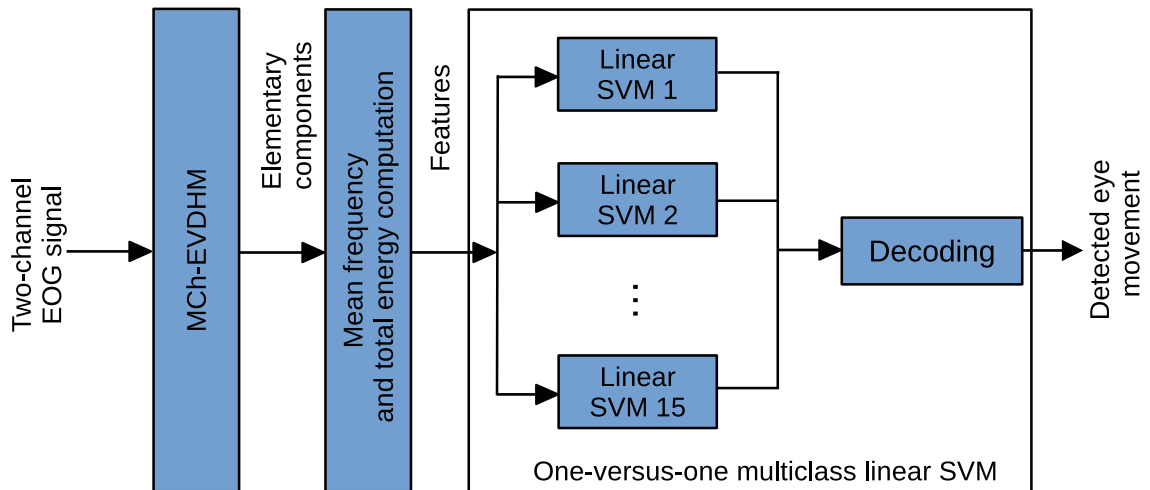 Two-channel
EOG signal
MCh-EVDHM
Elementary
components
Mean frequency
and total energy computation
Features
Linear
SVM 1
Linear
SVM 2
...
Linear
SVM 15
Decoding
One-versus-one multiclass linear SVM
Detected eye
movement